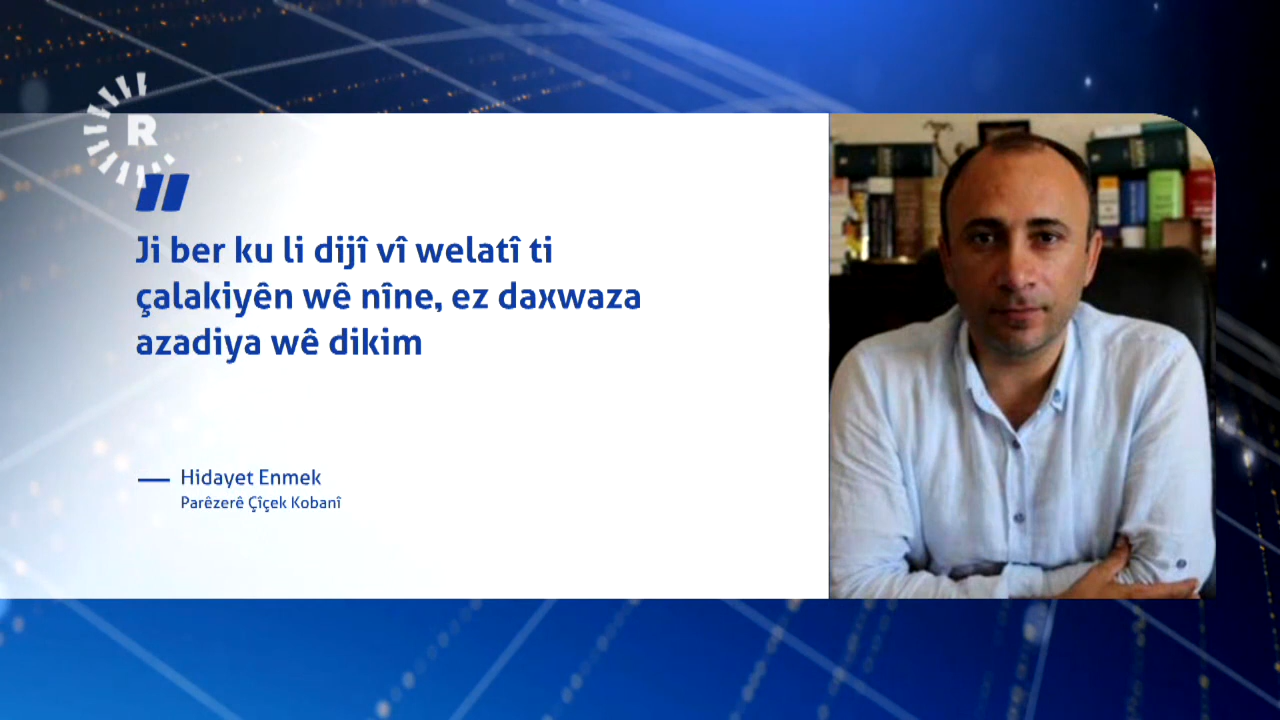 R
Ji ber ku li dijî vî welatî ti
çalakiyên wê nîne, ez daxwaza
azadiya wê dikim
Hidayet Enmek
Parêzerê Çîçek Kobanî